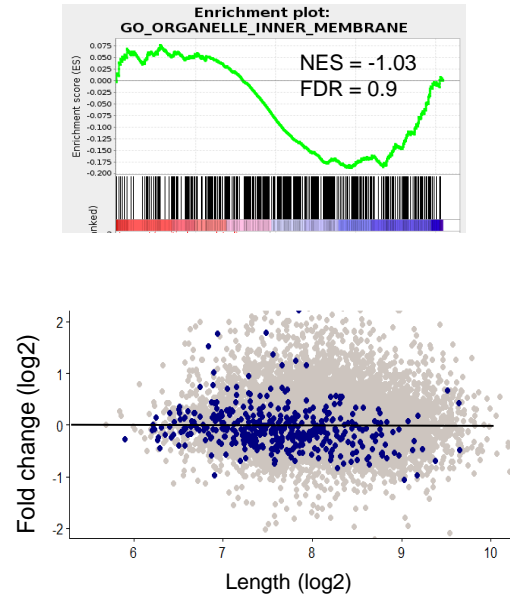 Enrichment plot:
GO_ORGANELLE_INNER_MEMBRANE
Enrichment score (ES)
0.075
0.050
0.025
0.000
-0.025
-0.050
-0.075
-0.100
-0.125
-0.150
-0.175
-0.200
NES = -1.03
FDR = 0.9
Fold change (log2)
2
1
0
-1
-2
6 7 8 9 10
Length (log2)